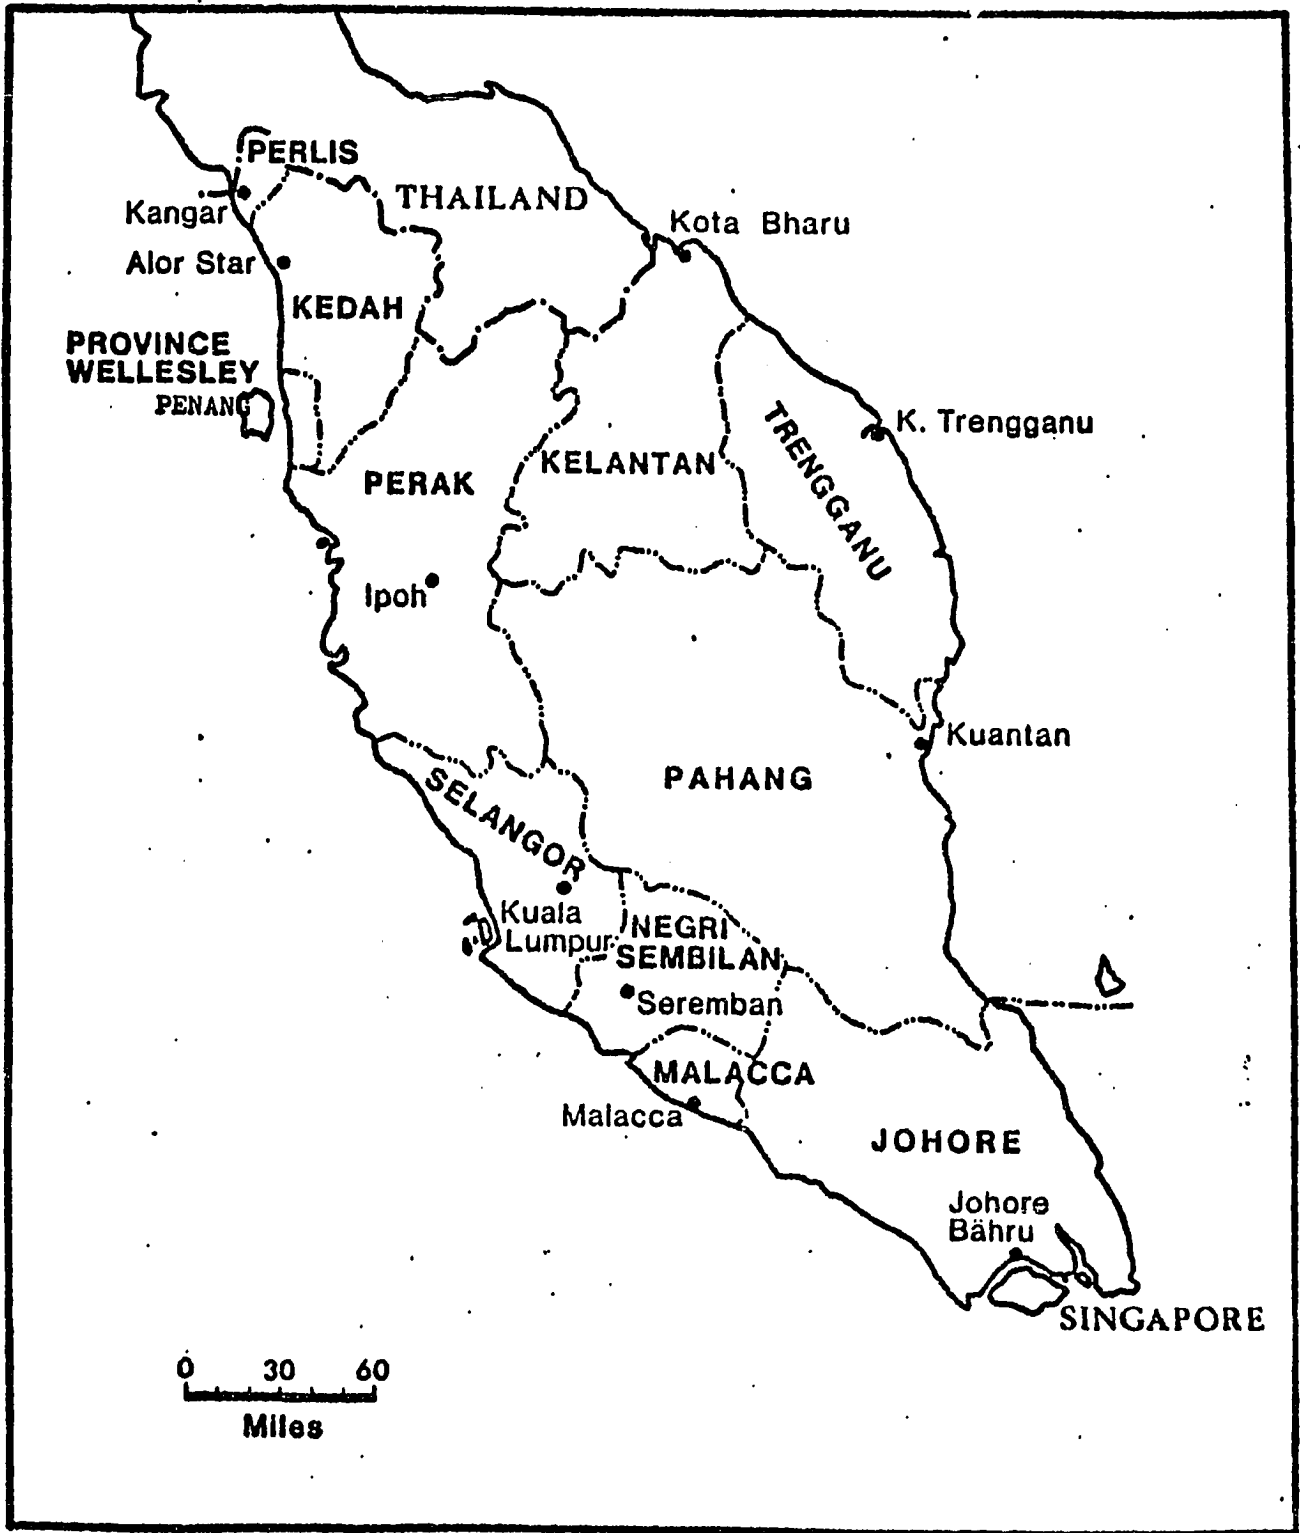 PERLIS
THAILAND
Kangar
Kota Bharu
Alor Star
KEDAH
PROVINCE
WELLESLEY
PENANG
K. Trengganu
TRENGGANU
KELANTAN
PERAK
Ipoh
Kuantan
PAHANG
SELANGOR
Kuala
Lumpur
NEGRI
SEMBILAN
Seremban
MALACCA
Malacca
JOHORE
Johore
Bähru
SINGAPORE
0 30 60
Miles